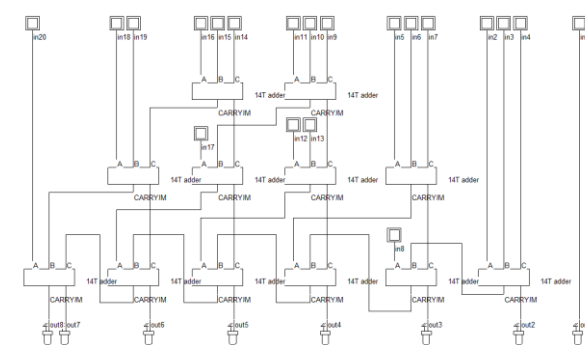 in20 in18 in19 in16 in15 in14 in11 in10 in9 in5 in6 in7 in2 in3 in4 in
A B C A B C
14T adder 14T adder
CARRYIM CARRYIM
in17 in12 in13
A B C A B C A B C A B C
14T adder 14T adder 14T adder 14T adder
CARRYIM CARRYIM CARRYIM CARRYIM
in8
A B C A B C A B C A B C A B C A B C
14T adder 14T adder 14T adder 14T adder 14T adder 14T adder
CARRYIM CARRYIM CARRYIM CARRYIM CARRYIM CARRYIM
out8 out7 out6 out5 out4 out3 out2